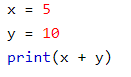 x = 5
y = 10
print(x + y)